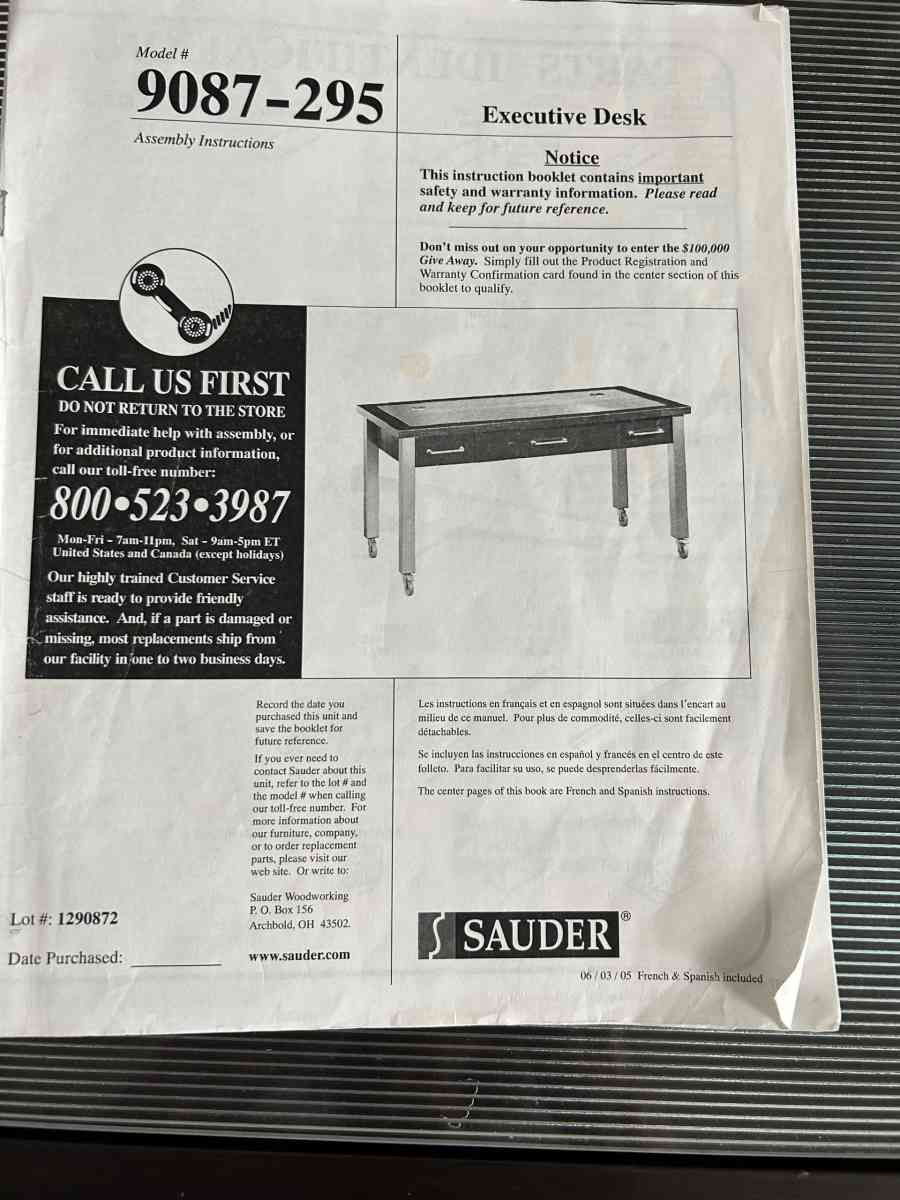 Model #
9087-295
Assembly Instructions
Executive Desk
Notice
This instruction booklet contains important
safety and warranty information. Please read
and keep for future reference.
Don't miss out on your opportunity to enter the $100,000
Give Away. Simply fill out the Product Registration and
Warranty Confirmation card found in the center section of this
booklet to qualify.
CALL US FIRST
DO NOT RETURN TO THE STORE
For immediate help with assembly, or
for additional product information,
call our toll-free number:
800•523•3987
Mon-Fri – 7am-11pm, Sat – 9am-5pm ET
United States and Canada (except holidays)
Our highly trained Customer Service
staff is ready to provide friendly
assistance. And, if a part is damaged or
missing, most replacements ship from
our facility in one to two business days.
Record the date you
purchased this unit and
save the booklet for
future reference.
If you ever need to
contact Sauder about this
unit, refer to the lot # and
the model # when calling
our toll-free number. For
more information about
our furniture, company,
or to order replacement
parts, please visit our
web site. Or write to:
Sauder Woodworking
P. O. Box 156
Archbold, OH 43502.
www.sauder.com
Lot #: 1290872
Date Purchased: ___________
Les instructions en français et en espagnol sont situées dans l'encart au
milieu de ce manuel. Pour plus de commodité, celles-ci sont facilement
détachables.
Se incluyen las instrucciones en español y francés en el centro de este
folleto. Para facilitar su uso, se puede desprenderlas fácilmente.
The center pages of this book are French and Spanish instructions.
SAUDER®
06 / 03 / 05 French & Spanish included